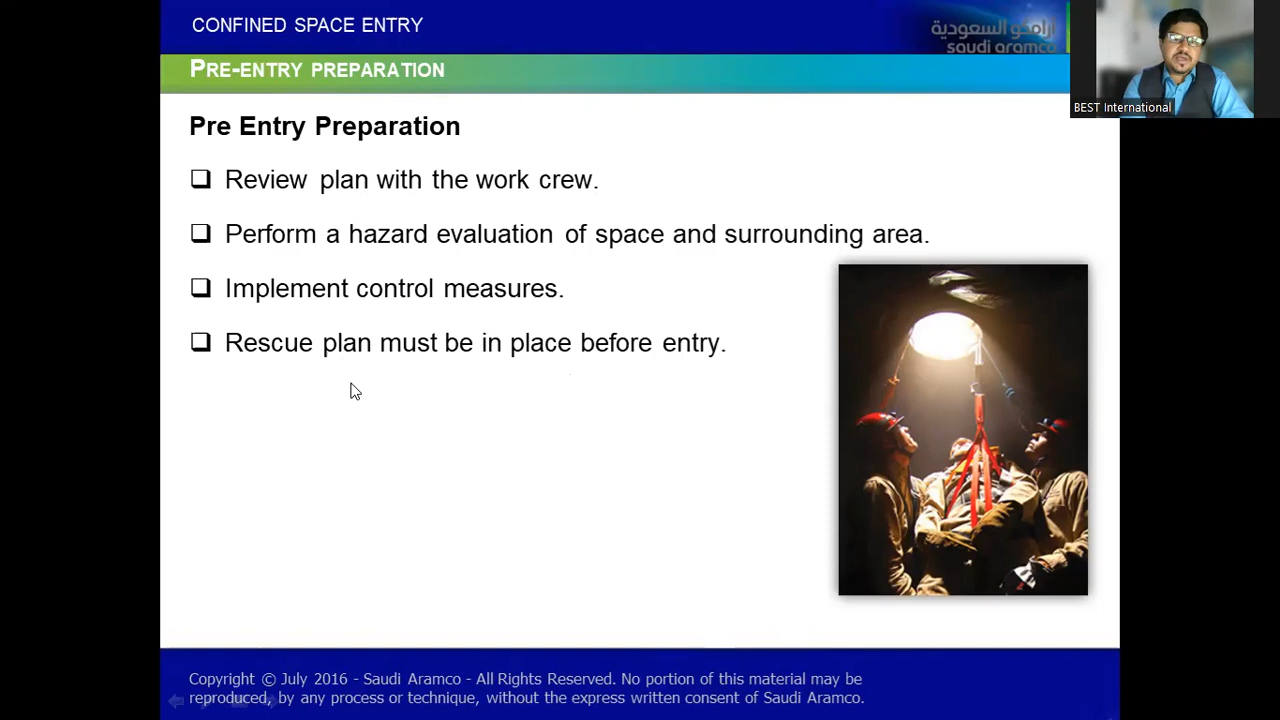 CONFINED SPACE ENTRY
أرامكو السعودية
saudi aramco
PRE-ENTRY PREPARATION
BEST International
Pre Entry Preparation
Review plan with the work crew.
Perform a hazard evaluation of space and surrounding area.
Implement control measures.
Rescue plan must be in place before entry.
Copyright © July 2016 - Saudi Aramco - All Rights Reserved. No portion of this material may be
reproduced, by any process or technique, without the express written consent of Saudi Aramco.